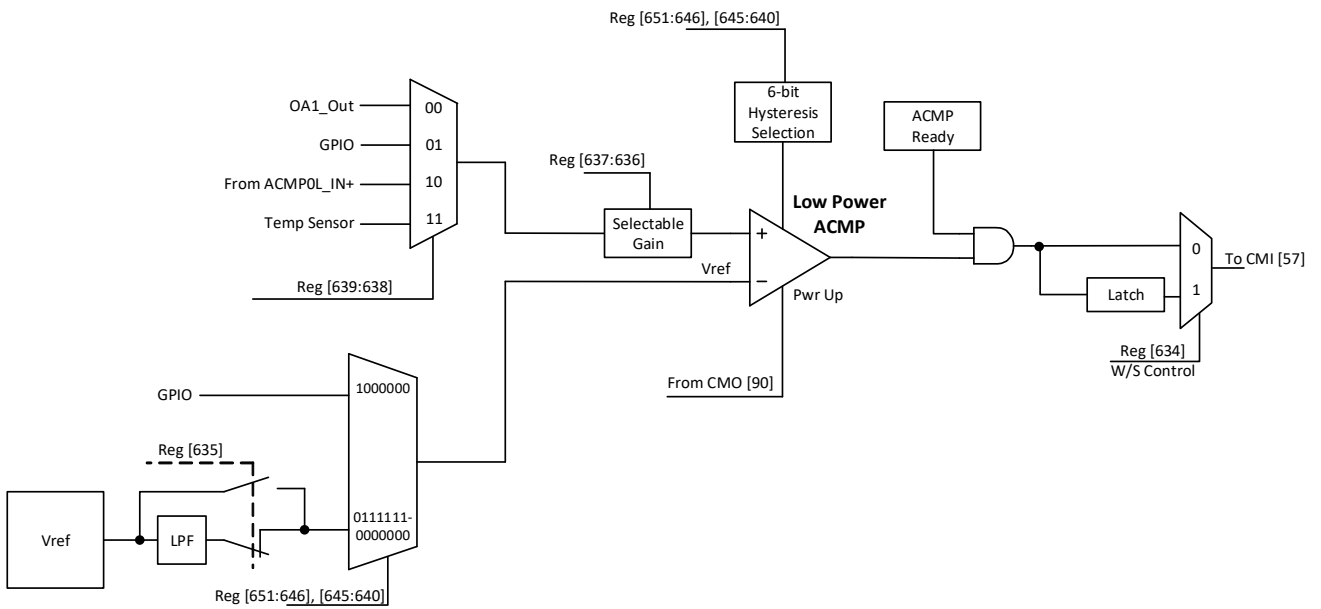 Reg [651:646], [645:640]
OA1_Out
00
GPIO
01
From ACMP0L_IN+
10
Temp Sensor
11
Reg [639:638]
Reg [637:636]
Selectable
Gain
6-bit
Hysteresis
Selection
ACMP
Ready
Low Power
ACMP
+
Vref
−
Pwr Up
From CMO [90]
0
1
To CMI [57]
Latch
Reg [634]
W/S Control
GPIO
1000000
Reg [635]
Vref
LPF
0111111-
0000000
Reg [651:646], [645:640]